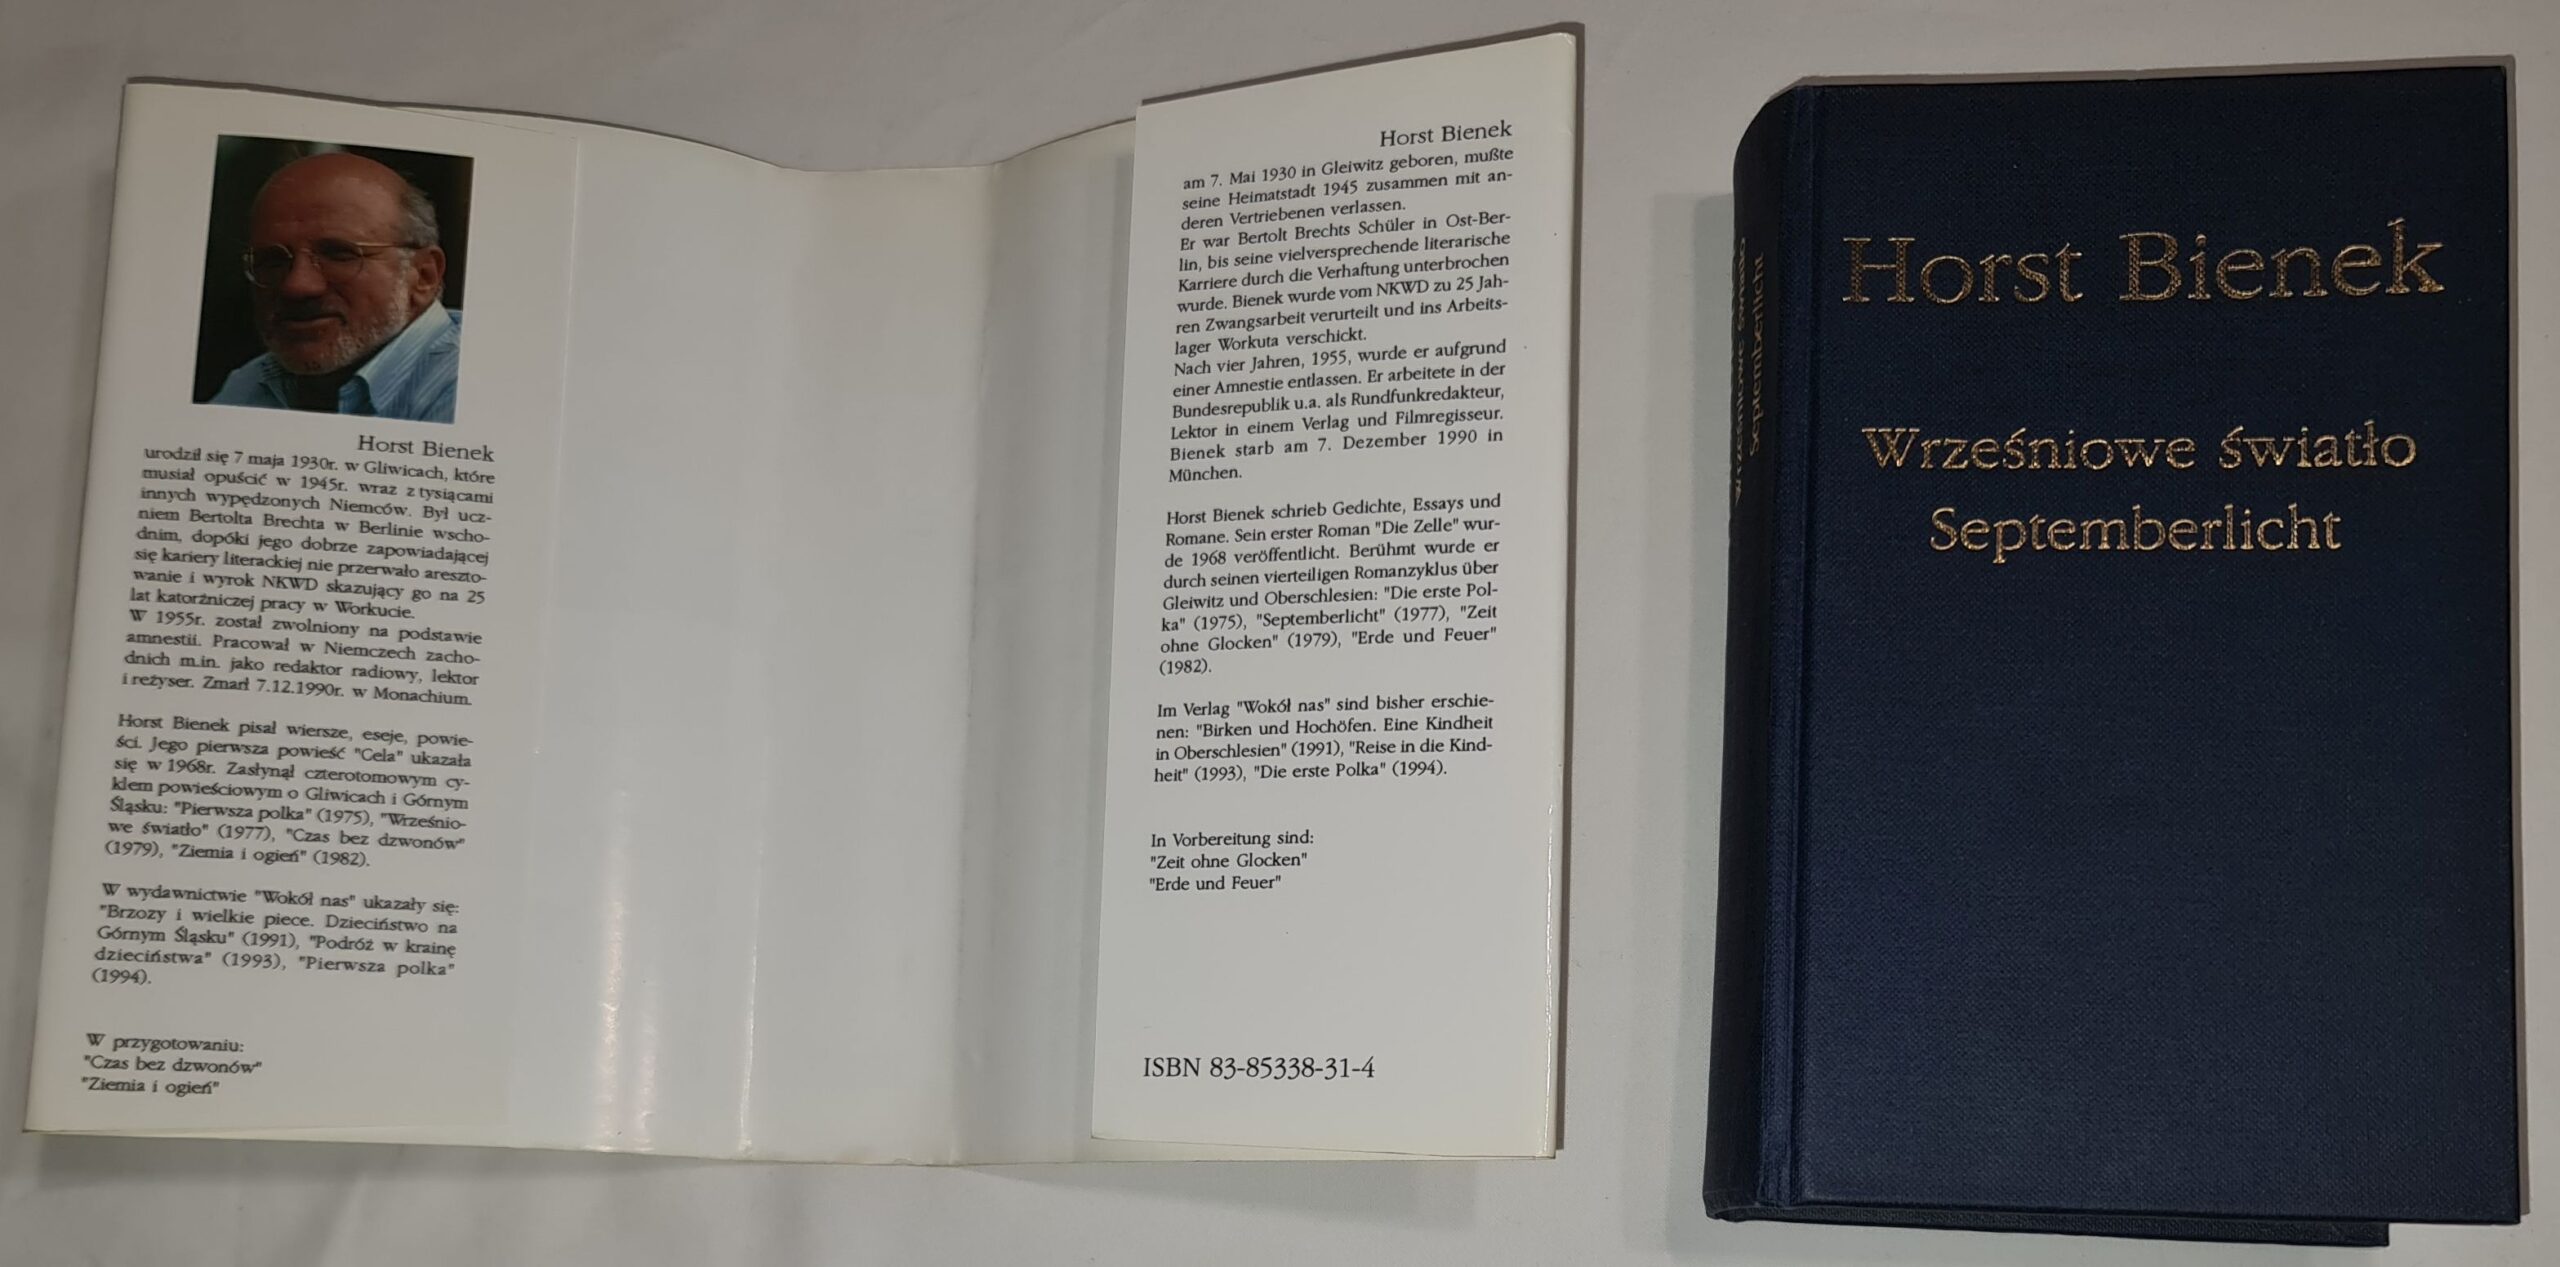 Horst Bienek
urodził się 7 maja 1930r. w Gliwicach, które
musiał opuścić w 1945r. wraz z tysiącami
innych wypędzonych Niemców. Był ucz-
niem Bertolta Brechta w Berlinie wscho-
dnim, dopóki jego dobrze zapowiadającej
się kariery literackiej nie przerwało areszto-
wanie i wyrok NKWD skazujący go na 25
lat katorżniczej pracy w Workucie.
W 1955r. został zwolniony na podstawie
amnestii. Pracował w Niemczech zacho-
dnich m.in. jako redaktor radiowy, lektor
i reżyser. Zmarł 7.12.1990r. w Monachium.
Horst Bienek pisał wiersze, eseje, powie-
ści. Jego pierwsza powieść "Cela" ukazała
się w 1968r. Zasłynął czterotomowym cy-
klem powieściowym o Gliwicach i Górnym
Śląsku: "Pierwsza polka" (1975), "Wrześnio-
we światło" (1977), "Czas bez dzwonów"
(1979), "Ziemia i ogień" (1982).
W wydawnictwie "Wokół nas" ukazały się:
"Brzozy i wielkie piece. Dzieciństwo na
Górnym Śląsku" (1991), "Podróż w krainę
dzieciństwa" (1993), "Pierwsza polka"
(1994).
W przygotowaniu:
"Czas bez dzwonów"
"Ziemia i ogień"
Horst Bienek
am 7. Mai 1930 in Gleiwitz geboren, mußte
seine Heimatstadt 1945 zusammen mit an-
deren Vertriebenen verlassen.
Er war Bertolt Brechts Schüler in Ost-Ber-
lin, bis seine vielversprechende literarische
Karriere durch die Verhaftung unterbrochen
wurde. Bienek wurde vom NKWD zu 25 Jah-
ren Zwangsarbeit verurteilt und ins Arbeits-
lager Workuta verschickt.
Nach vier Jahren, 1955, wurde er aufgrund
einer Amnestie entlassen. Er arbeitete in der
Bundesrepublik u.a. als Rundfunkredakteur,
Lektor in einem Verlag und Filmregisseur.
Bienek starb am 7. Dezember 1990 in
München.
Horst Bienek schrieb Gedichte, Essays und
Romane. Sein erster Roman "Die Zelle" wur-
de 1968 veröffentlicht. Berühmt wurde er
durch seinen vierteiligen Romanzyklus über
Gleiwitz und Oberschlesien: "Die erste Pol-
ka" (1975), "Septemberlicht" (1977), "Zeit
ohne Glocken" (1979), "Erde und Feuer"
(1982).
Im Verlag "Wokół nas" sind bisher erschie-
nen: "Birken und Hochöfen. Eine Kindheit
in Oberschlesien" (1991), "Reise in die Kind-
heit" (1993), "Die erste Polka" (1994).
In Vorbereitung sind:
"Zeit ohne Glocken"
"Erde und Feuer"
ISBN 83-85338-31-4
Wrześniowe światło
Septemberlicht
Horst Bienek
Wrześniowe światło
Septemberlicht